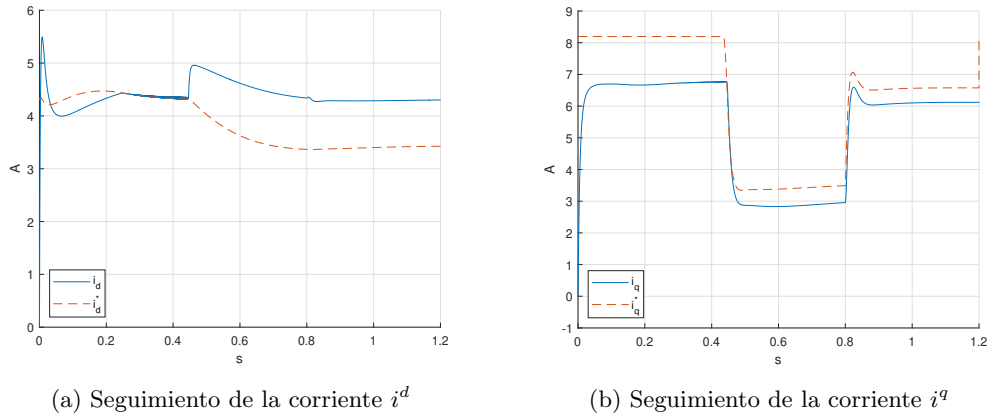 6
5
4
3
2
1
0
A
0 0.2 0.4 0.6 0.8 1 1.2
s
i_d
i_d^*
9
8
7
6
5
4
3
2
1
0
-1
A
0 0.2 0.4 0.6 0.8 1 1.2
s
i_q
i_q^*
(a) Seguimiento de la corriente i^d
(b) Seguimiento de la corriente i^q